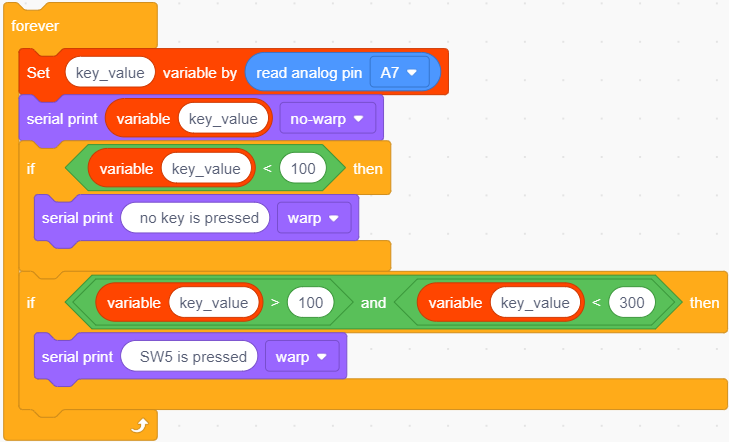 forever
Set key_value variable by read analog pin A7
serial print variable key_value no-warp
if variable key_value < 100 then
serial print no key is pressed warp
if variable key_value > 100 and variable key_value < 300 then
serial print SW5 is pressed warp